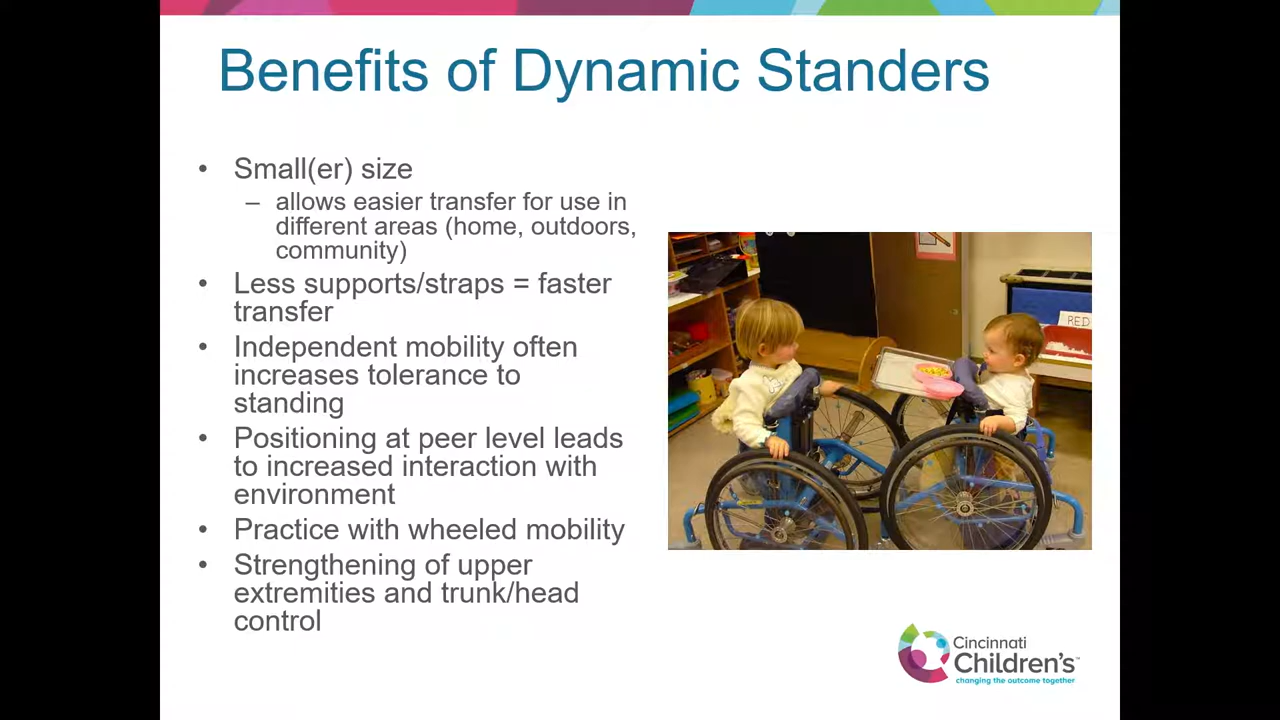 Benefits of Dynamic Standers
• Small(er) size
– allows easier transfer for use in
different areas (home, outdoors,
community)
• Less supports/straps = faster
transfer
• Independent mobility often
increases tolerance to
standing
• Positioning at peer level leads
to increased interaction with
environment
• Practice with wheeled mobility
• Strengthening of upper
extremities and trunk/head
control
RED
Cincinnati
Children's™
changing the outcome together